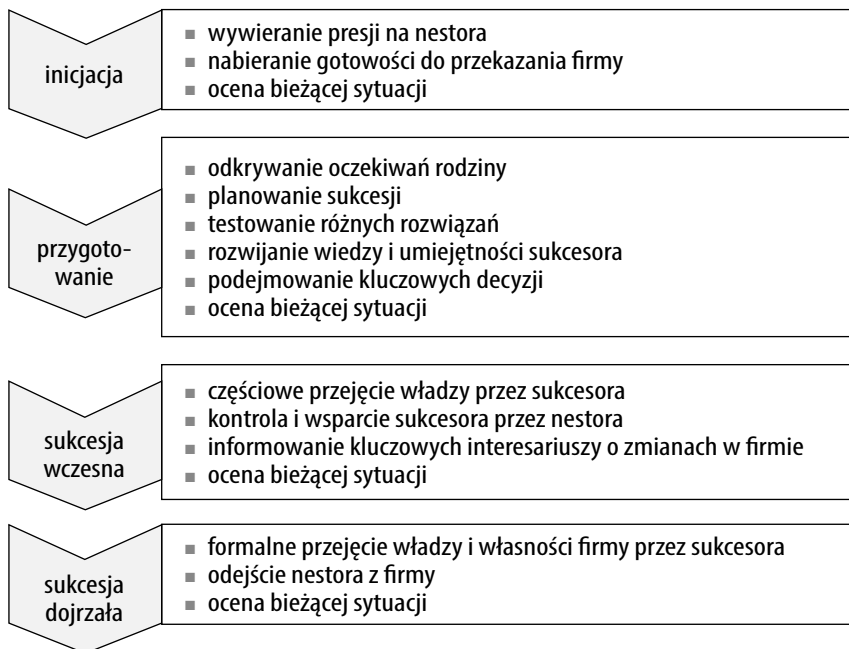 inicjacja
▪ wywieranie presji na nestora
▪ nabieranie gotowości do przekazania firmy
▪ ocena bieżącej sytuacji
przygoto-
wanie
▪ odkrywanie oczekiwań rodziny
▪ planowanie sukcesji
▪ testowanie różnych rozwiązań
▪ rozwijanie wiedzy i umiejętności sukcesora
▪ podejmowanie kluczowych decyzji
▪ ocena bieżącej sytuacji
sukcesja
wczesna
▪ częściowe przejęcie władzy przez sukcesora
▪ kontrola i wsparcie sukcesora przez nestora
▪ informowanie kluczowych interesariuszy o zmianach w firmie
▪ ocena bieżącej sytuacji
sukcesja
dojrzała
▪ formalne przejęcie władzy i własności firmy przez sukcesora
▪ odejście nestora z firmy
▪ ocena bieżącej sytuacji